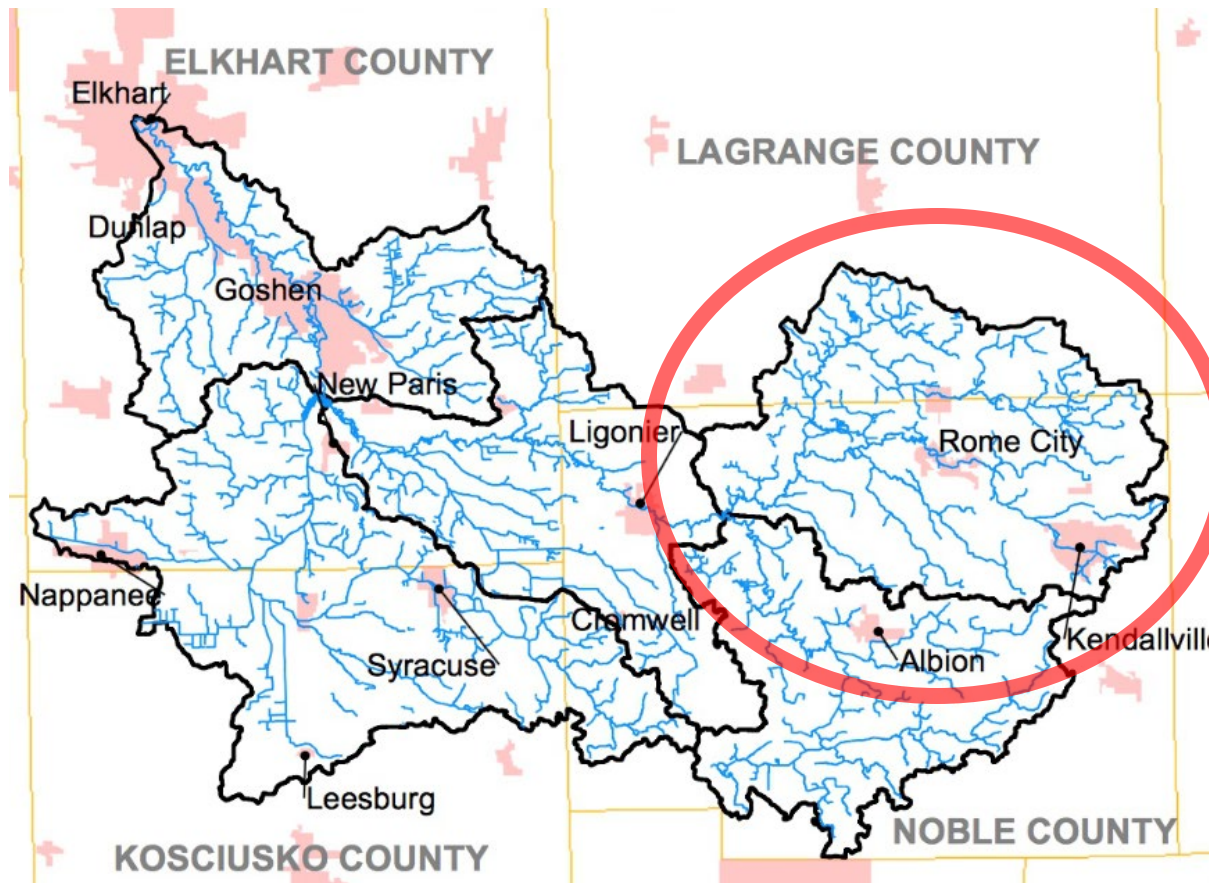 ELKHART COUNTY
Elkhart
LAGRANGE COUNTY
Dunlap
Goshen
New Paris
Ligonier
Rome City
Nappanee
Cromwell
Kendallville
Syracuse
Albion
Leesburg
NOBLE COUNTY
KOSCIUSKO COUNTY